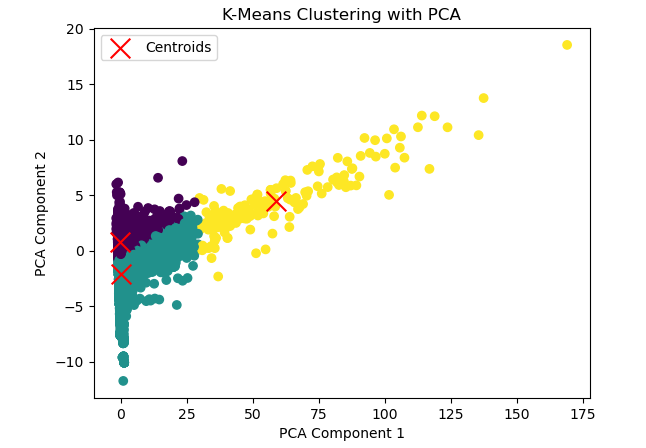 K-Means Clustering with PCA
Centroids
20
15
10
5
0
−5
−10
PCA Component 2
0 25 50 75 100 125 150 175
PCA Component 1